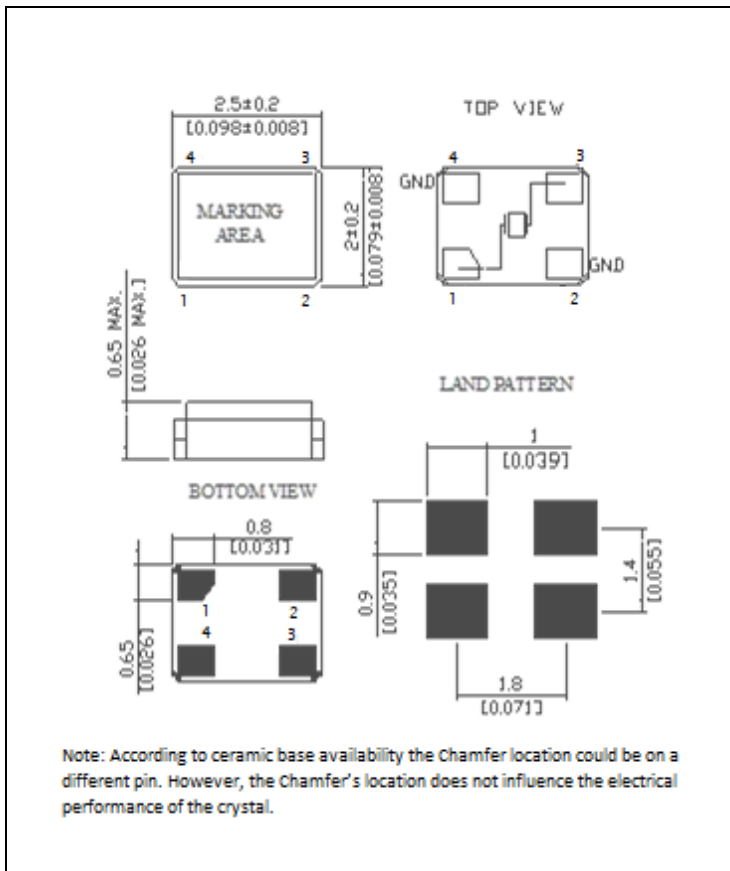 2.5±0.2
[0.098±0.008]
TOP VIEW
4 3
MARKING
AREA
1 2
2±0.2
[0.079±0.008]
4 3
GND
GND
1 2
0.65 MAX.
[0.026 MAX.]
LAND PATTERN
1
[0.039]
BOTTOM VIEW
0.8
[0.031]
1 2
4 3
0.65
[0.026]
0.9
[0.035]
1.4
[0.055]
1.8
[0.071]
Note: According to ceramic base availability the Chamfer location could be on a
different pin. However, the Chamfer's location does not influence the electrical
performance of the crystal.